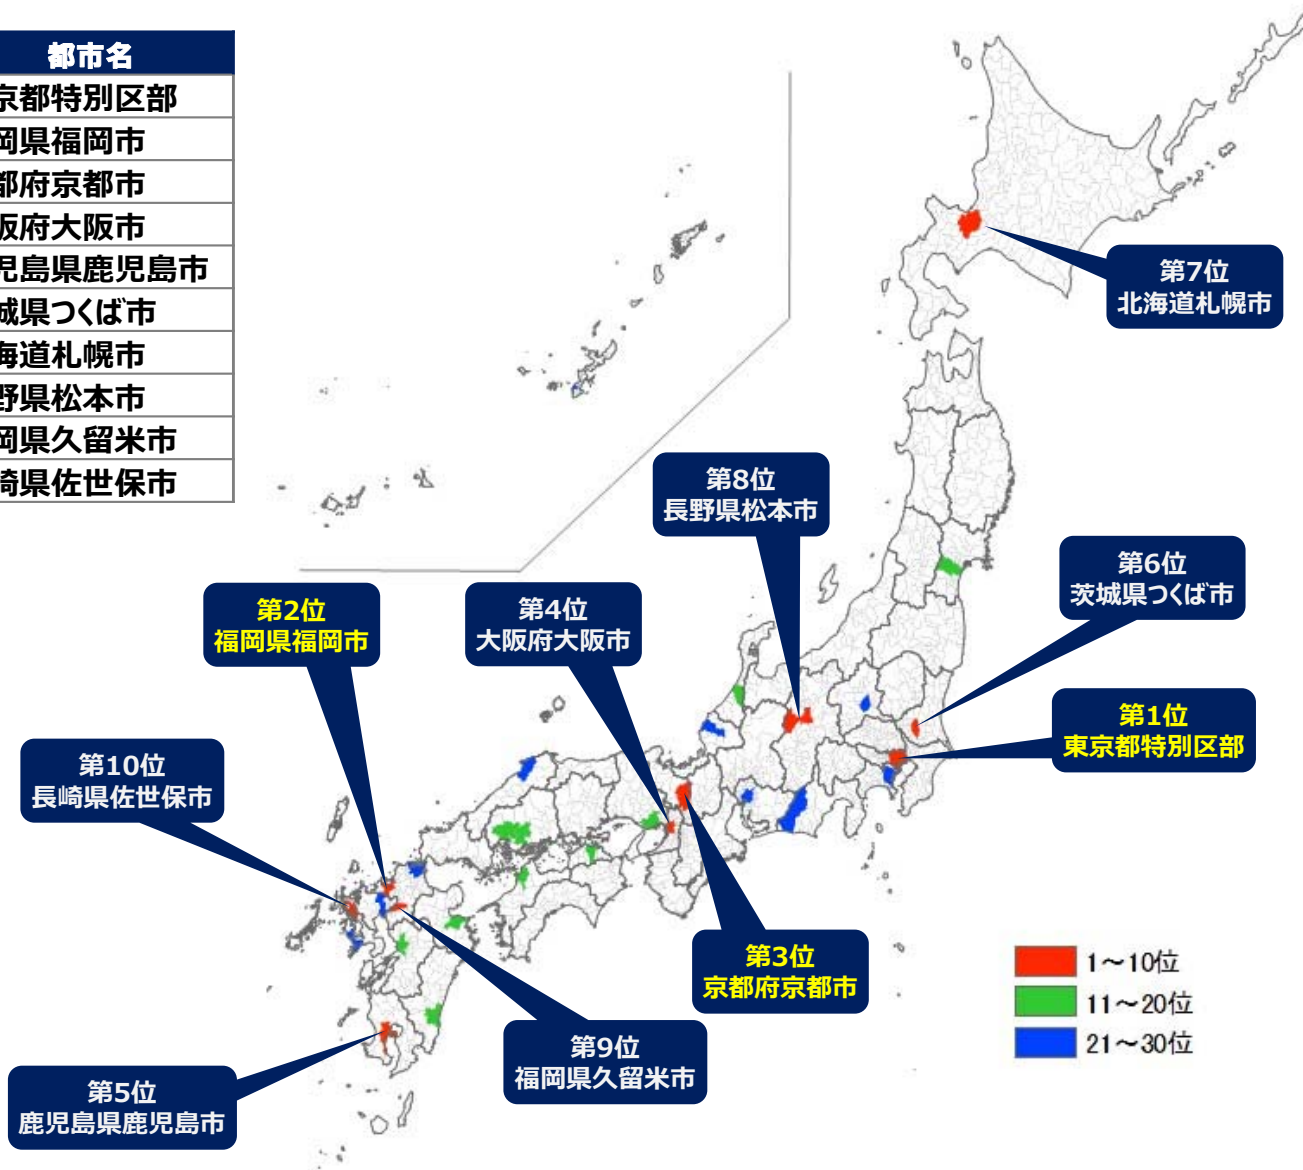 都市名
京都特別区部
岡県福岡市
都府京都市
阪府大阪市
児島県鹿児島市
城県つくば市
海道札幌市
野県松本市
岡県久留米市
崎県佐世保市
第7位
北海道札幌市
第8位
長野県松本市
第6位
茨城県つくば市
第2位
福岡県福岡市
第4位
大阪府大阪市
第1位
東京都特別区部
第10位
長崎県佐世保市
第3位
京都府京都市
第9位
福岡県久留米市
第5位
鹿児島県鹿児島市
1～10位
11～20位
21～30位